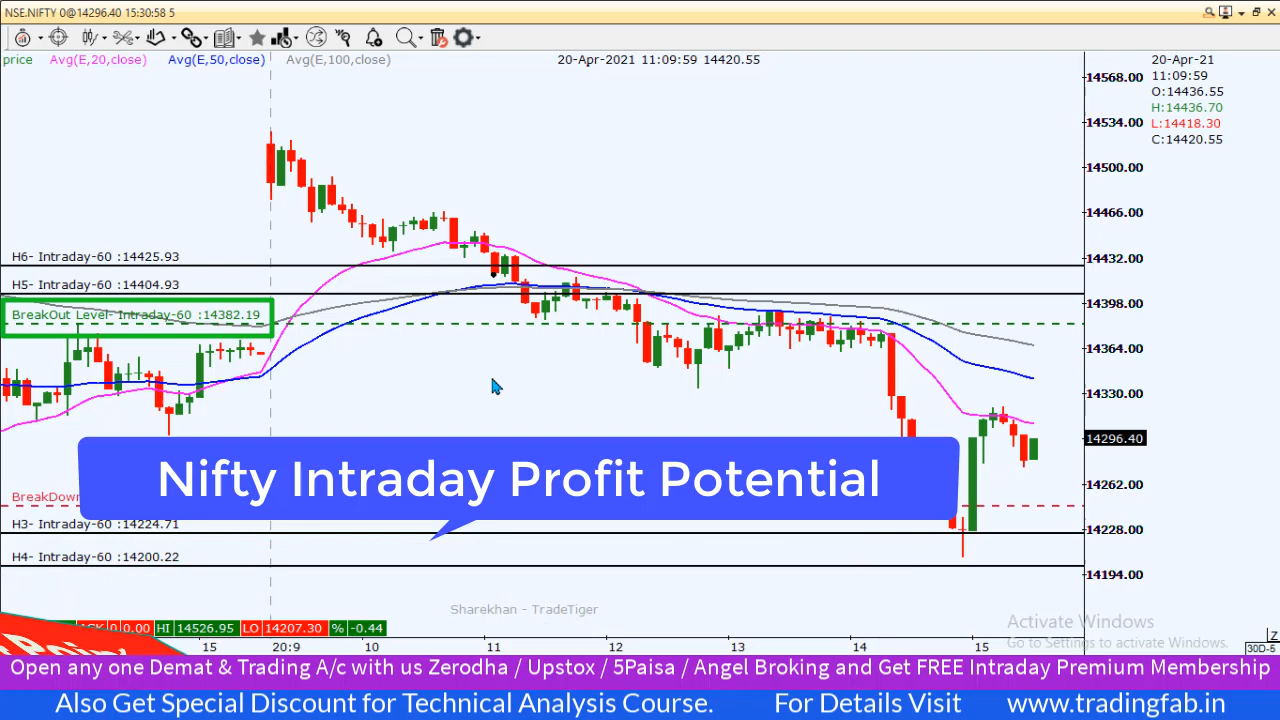 NSE.NIFTY 0@14296.40 15:30:58 5
price Avg(E,20,close) Avg(E,50,close) Avg(E,100,close) 20-Apr-2021 11:09:59 14420.55
20-Apr-21
11:09:59
O:14436.55
H:14436.70
L:14418.30
C:14420.55
14568.00
14534.00
14500.00
14466.00
14432.00
14398.00
14364.00
14330.00
14296.40
14262.00
14228.00
14194.00
H6- Intraday-60 :14425.93
H5- Intraday-60 :14404.93
BreakOut Level- Intraday-60 :14382.19
Nifty Intraday Profit Potential
BreakDow
H3- Intraday-60 :14224.71
H4- Intraday-60 :14200.22
Sharekhan - TradeTiger
0 0.00 HI 14526.95 LO 14207.30 % -0.44
Activate Windows
Go to Settings to activate Windows.
15 20:9 10 11 12 13 14 15 30D-5
Z
Open any one Demat & Trading A/c with us Zerodha / Upstox / 5Paisa / Angel Broking and Get FREE Intraday Premium Membership
Also Get Special Discount for Technical Analysis Course. For Details Visit www.tradingfab.in